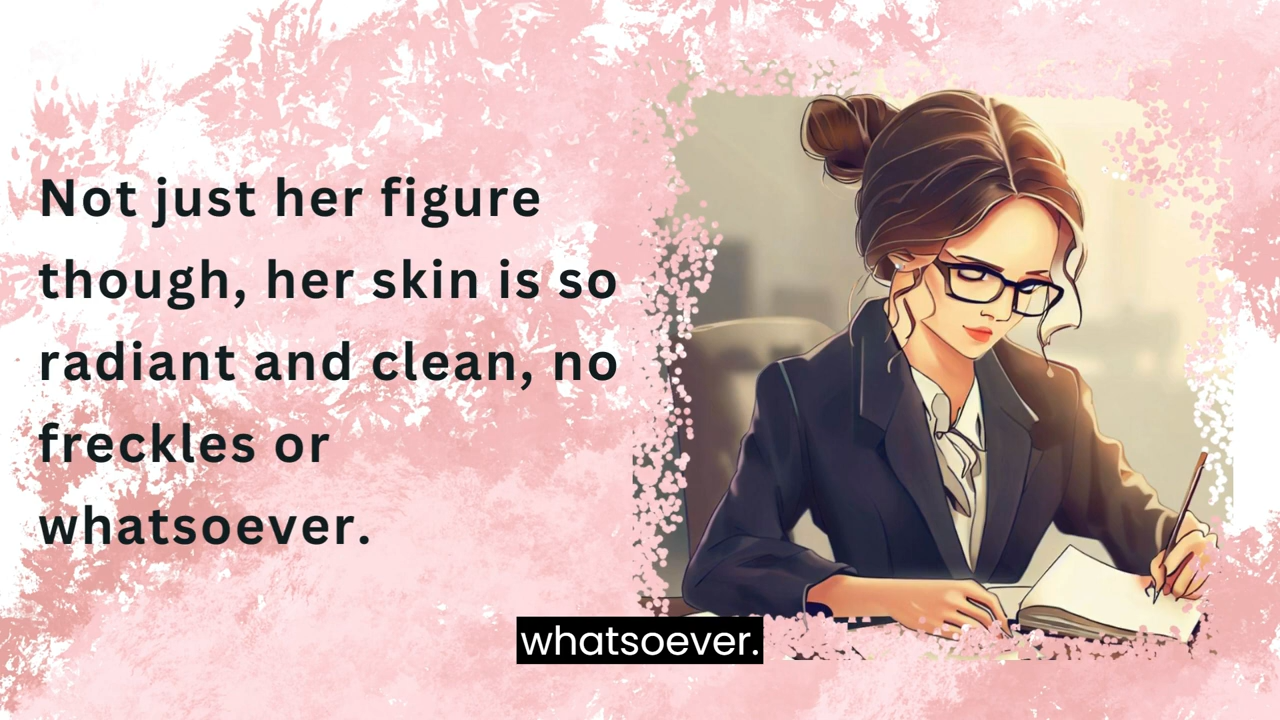 Not just her figure
though, her skin is so
radiant and clean, no
freckles or
whatsoever.
whatsoever.